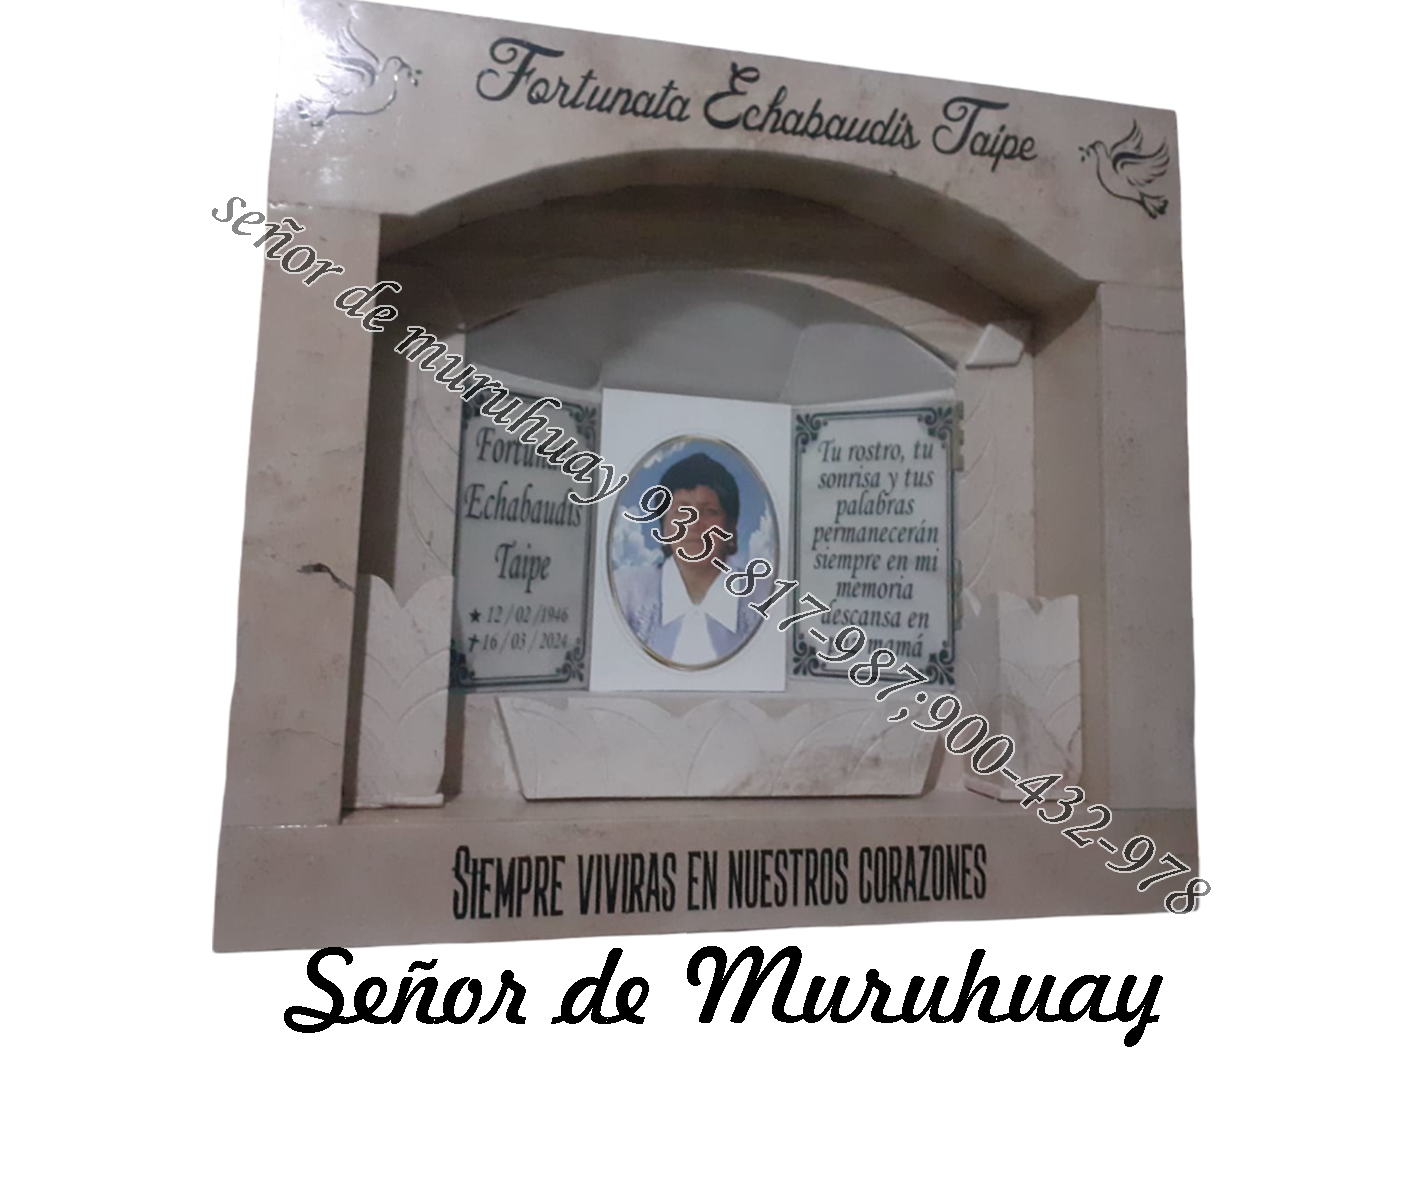 Fortunata Echabaudis Taipe
señor de muruhuay 935-817-987;900-432-978
Echabaudis
Taipe
★ 12 / 02 / 1946
✝ 16 / 03 / 2024
Tu rostro, tu
sonrisa y tus
palabras
permanecerán
siempre en mi
memoria
descansa en
mamá
SIEMPRE VIVIRAS EN NUESTROS CORAZONES
Señor de Muruhuay